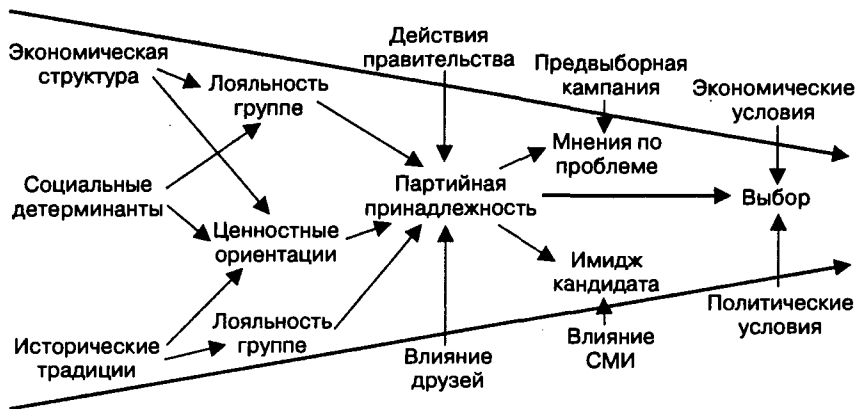 Экономическая
структура
Лояльность
группе
Действия
правительства
Предвыборная
кампания
Экономические
условия
Мнения по
проблеме
Социальные
детерминанты
Партийная
принадлежность
Выбор
Ценностные
ориентации
Имидж
кандидата
Исторические
традиции
Лояльность
группе
Влияние
друзей
Влияние
СМИ
Политические
условия